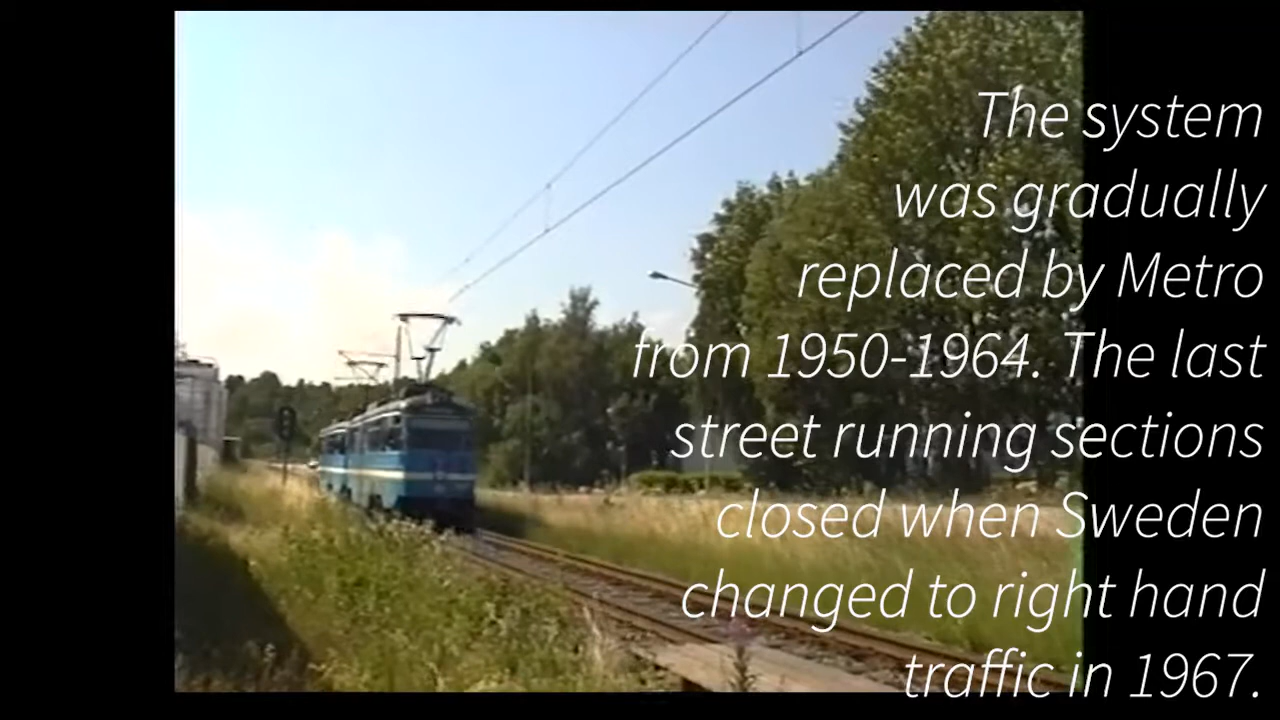 The system
was gradually
replaced by Metro
from 1950-1964. The last
street running sections
closed when Sweden
changed to right hand
traffic in 1967.